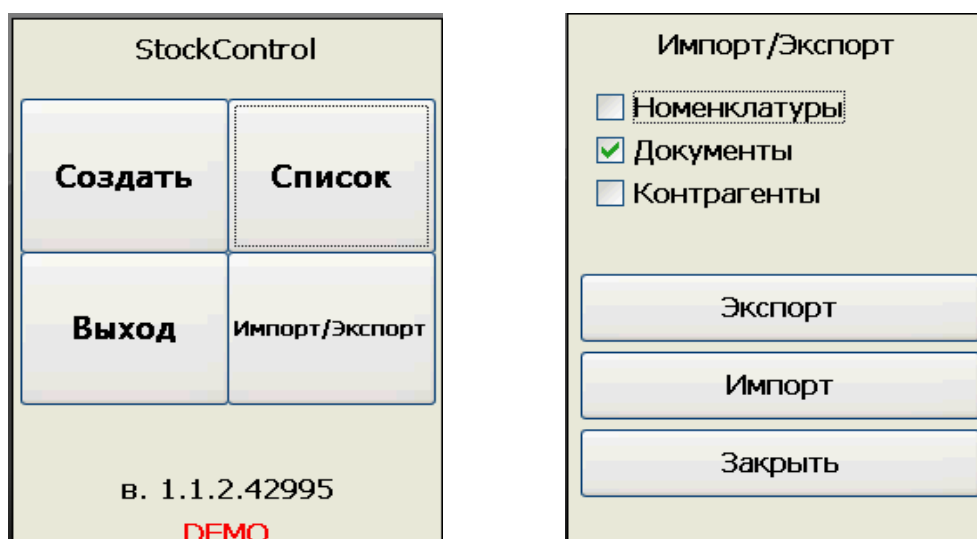 StockControl
Создать
Список
Выход
Импорт/Экспорт
в. 1.1.2.42995
DEMO
Импорт/Экспорт
Номенклатуры
Документы
Контрагенты
Экспорт
Импорт
Закрыть